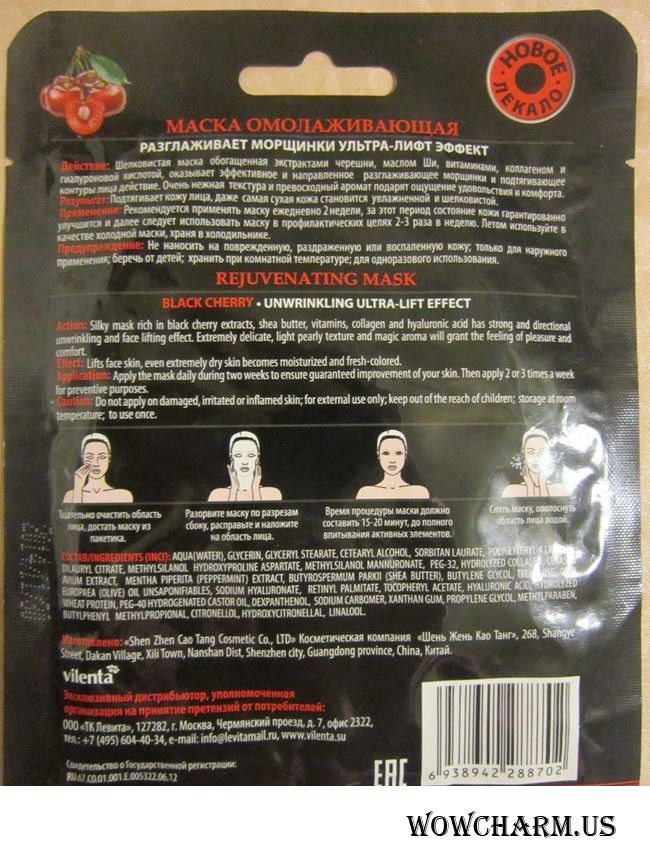 НОВОЕ
ЛЕКАЛО
МАСКА ОМОЛАЖИВАЮЩАЯ
РАЗГЛАЖИВАЕТ МОРЩИНКИ УЛЬТРА-ЛИФТ ЭФФЕКТ
Действие: Шелковистая маска обогащенная экстрактами черешни, маслом Ши, витаминами, коллагеном и
гиалуроновой кислотой, оказывает эффективное и направленное разглаживающее морщинки и подтягивающее
контуры лица действие. Очень нежная текстура и превосходный аромат подарят ощущение удовольствия и комфорта.
Результат: Подтягивает кожу лица, даже самая сухая кожа становится увлажненной и шелковистой.
Применение: Рекомендуется применять маску ежедневно 2недели, за этот период состояние кожи гарантированно
улучшится и далее следует использовать маску в профилактических целях 2-3 раза в неделю. Летом используйте в
качестве холодной маски, храня в холодильнике.
Предупреждение: Не наносить на поврежденную, раздраженную или воспаленную кожу; только для наружного
применения; беречь от детей; хранить при комнатной температуре; для одноразового использования.
REJUVENATING MASK
BLACK CHERRY • UNWRINKLING ULTRA-LIFT EFFECT
Action: Silky mask rich in black cherry extracts, shea butter, vitamins, collagen and hyaluronic acid has strong and directional
unwrinkling and face lifting effect. Extremely delicate, light pearly texture and magic aroma will grant the feeling of pleasure and
comfort.
Effect: Lifts face skin, even extremely dry skin becomes moisturized and fresh-colored.
Application: Apply the mask daily during two weeks to ensure guaranteed improvement of your skin. Then apply 2 or 3 times a week
for preventive purposes.
Caution: Do not apply on damaged, irritated or inflamed skin; for external use only; keep out of the reach of children; storage at room
temperature; to use once.
Тщательно очистить область
лица, достать маску из
пакетика.
Разорвите маску по разрезам
сбоку, расправьте и наложите
на область лица.
Время процедуры маски должно
составить 15-20 минут, до полного
впитывания активных элементов.
Снять маску, ополоснуть
область лица водой.
СОСТАВ/INGREDIENTS (INCI): AQUA(WATER), GLYCERIN, GLYCERYL STEARATE, CETEARYL ALCOHOL, SORBITAN LAURATE, POLYGLYCERYL-4
DILAURYL CITRATE, METHYLSILANOL HYDROXYPROLINE ASPARTATE, METHYLSILANOL MANNURONATE, PEG-32, HYDROLYZED COLLAGEN,
AVIUM EXTRACT, MENTHA PIPERITA (PEPPERMINT) EXTRACT, BUTYROSPERMUM PARKII (SHEA BUTTER), BUTYLENE GLYCOL,
EUROPAEA (OLIVE) OIL UNSAPONIFIABLES, SODIUM HYALURONATE, RETINYL PALMITATE, TOCOPHERYL ACETATE, HYALURONIC ACID, HYDROLYZED
WHEAT PROTEIN, PEG-40 HYDROGENATED CASTOR OIL, DEXPANTHENOL, SODIUM CARBOMER, XANTHAN GUM, PROPYLENE GLYCOL, METHYLPARABEN,
BUTYLPHENYL METHYLPROPIONAL, CITRONELLOL, HYDROXYCITRONELLAL, LINALOOL.
Изготовлено: «Shen Zhen Cao Tang Cosmetic Co., LTD» Косметическая компания «Шень Жень Као Танг», 268, Shangye
Street, Dakan Village, Xili Town, Nanshan Dist, Shenzhen city, Guangdong province, China, Китай.
vilenta
Эксклюзивный дистрибьютор, уполномоченная
организация на принятие претензий от потребителей:
ООО «ТК Левита», 127282, г. Москва, Чермянский проезд, д. 7, офис 2322,
тел.: +7 (495) 604-40-34, e-mail: info@levitamail.ru, www.vilenta.su
Свидетельство о Государственной регистрации:
RU.67.CO.01.001.E.005322.06.12
EAC
6 938942 288702
WOWCHARM.US